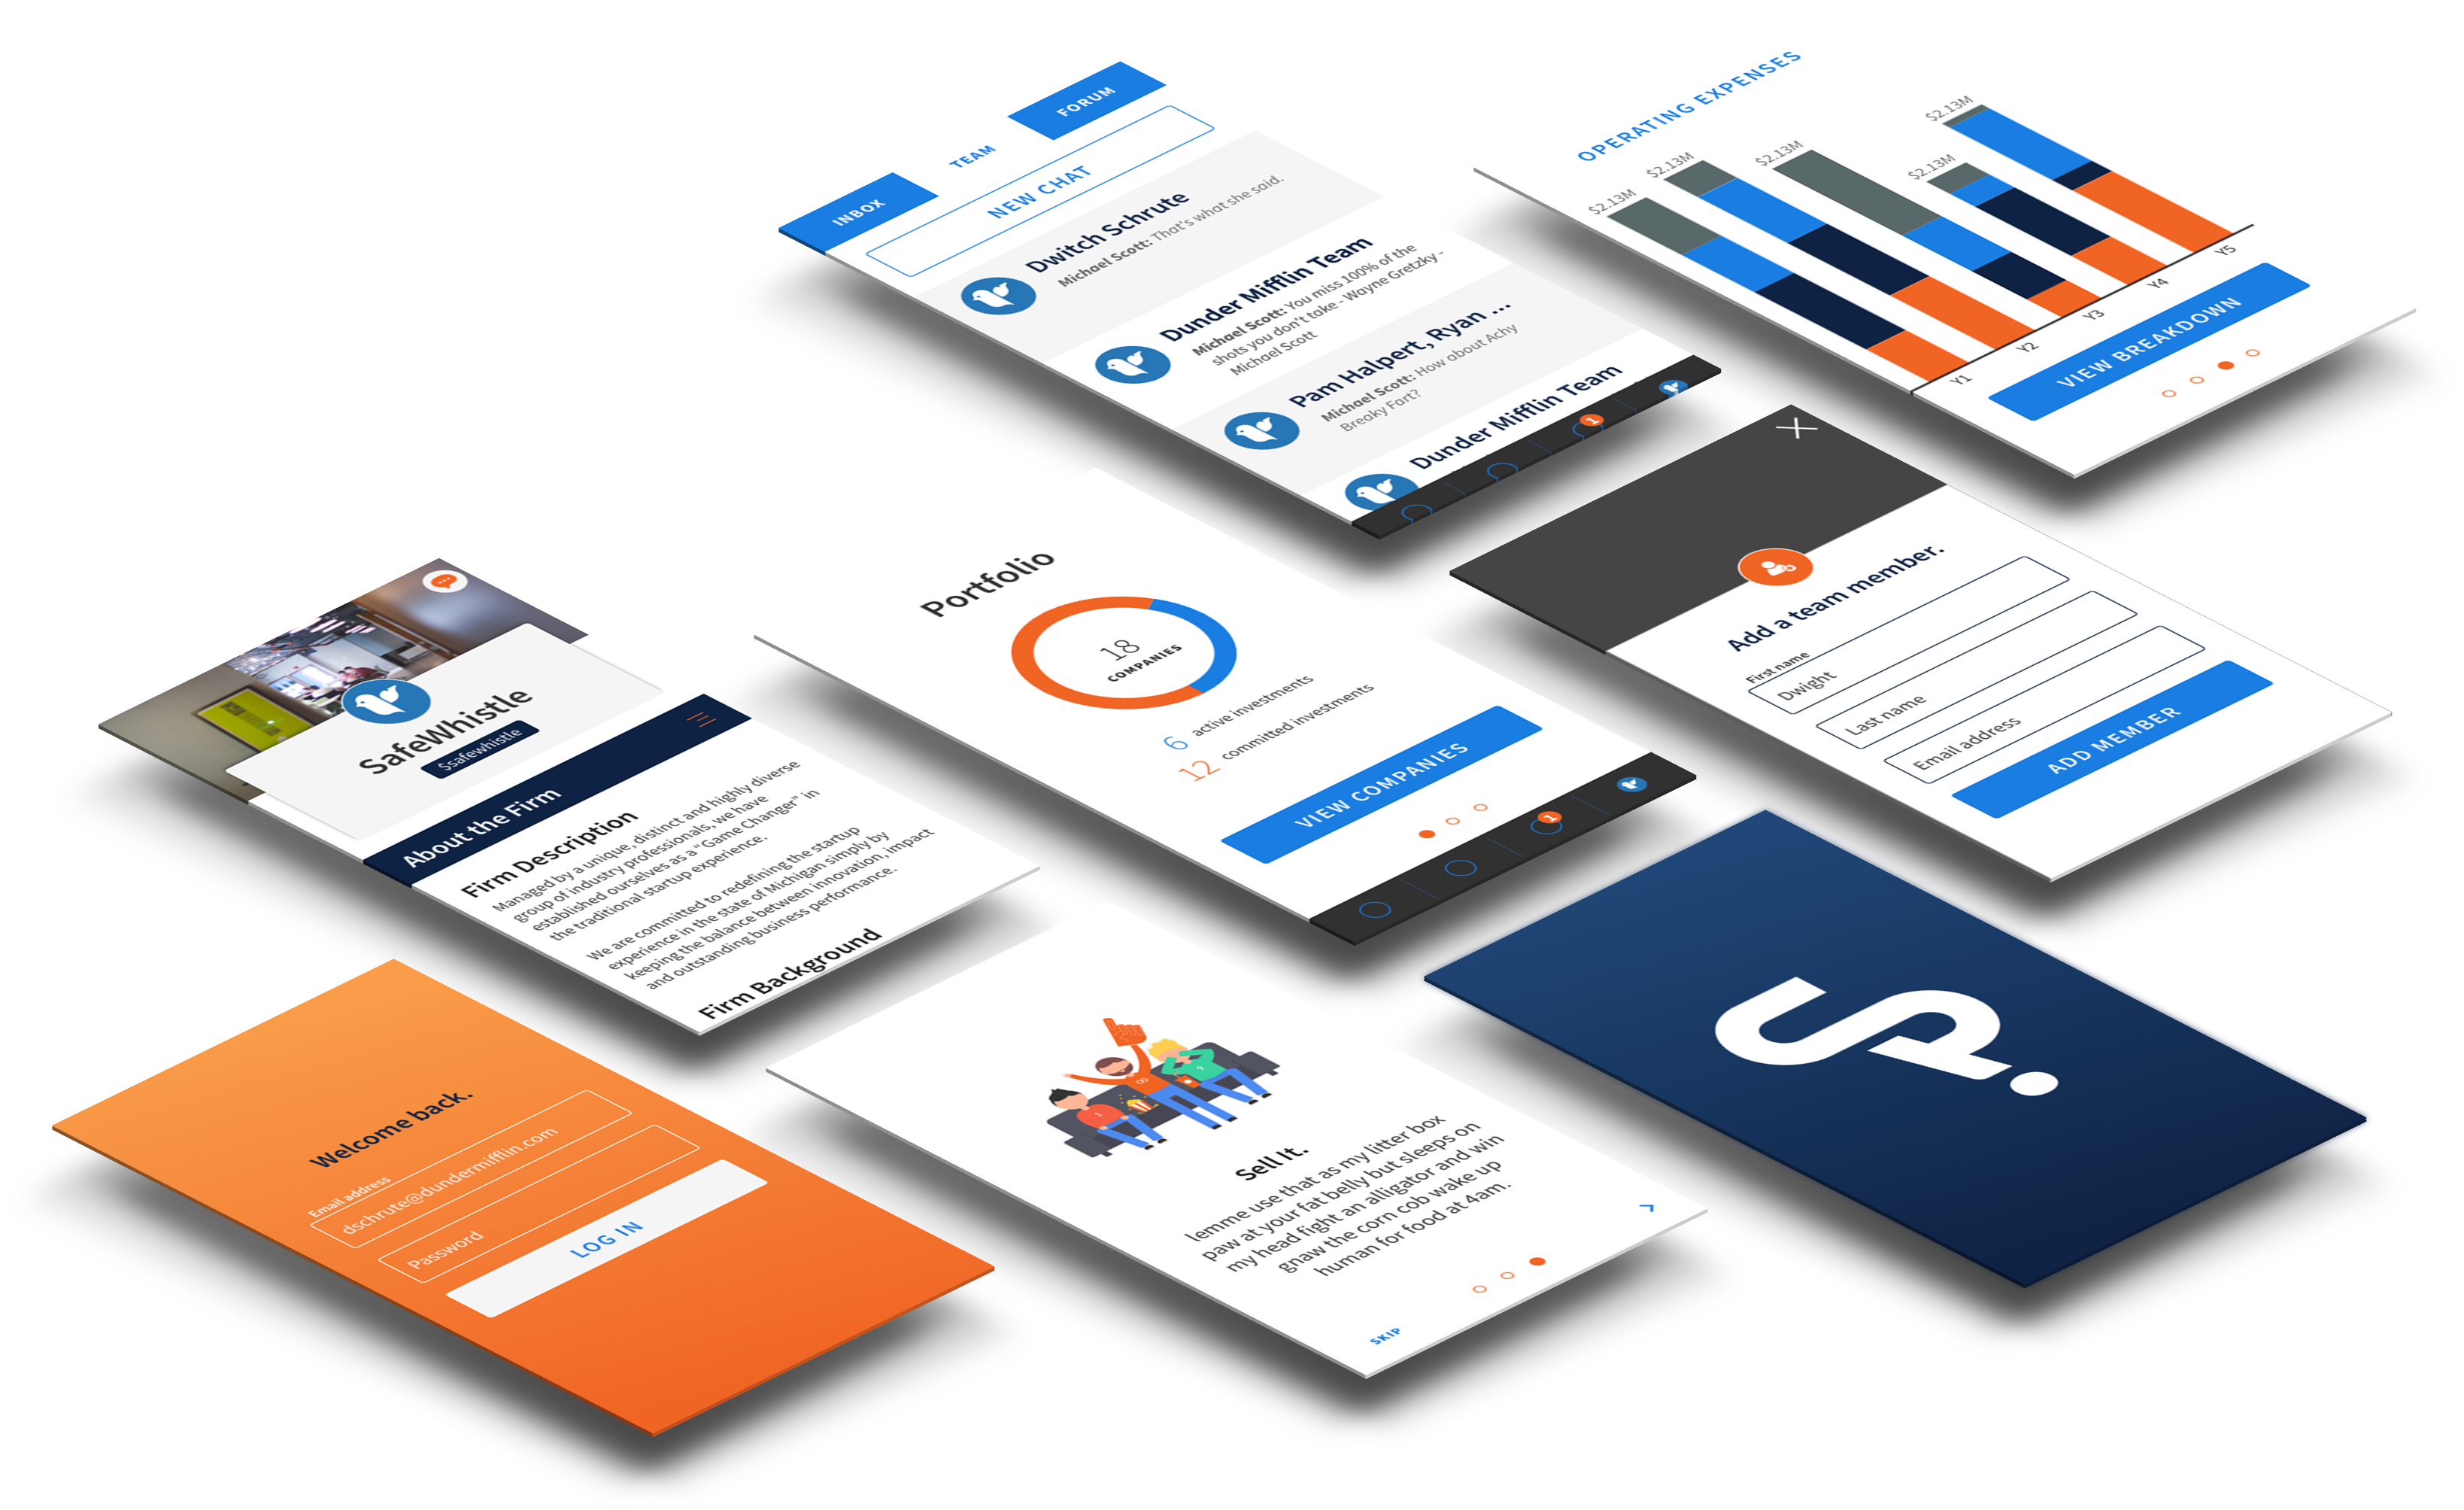 INBOX
TEAM
FORUM
NEW CHAT
Dwitch Schrute
Michael Scott: That's what she said.
Dunder Mifflin Team
Michael Scott: You miss 100% of the
shots you don't take - Wayne Gretzky -
Michael Scott
Pam Halpert, Ryan ...
Michael Scott: How about Achy
Breaky Fart?
Dunder Mifflin Team
1
OPERATING EXPENSES
$2.13M
$2.13M
$2.13M
$2.13M
$2.13M
Y1
Y2
Y3
Y4
Y5
VIEW BREAKDOWN
SafeWhistle
$safewhistle
About the Firm
Firm Description
Managed by a unique, distinct and highly diverse
group of industry professionals, we have
established ourselves as a "Game Changer" in
the traditional startup experience.
We are committed to redefining the startup
experience in the state of Michigan simply by
keeping the balance between innovation, impact
and outstanding business performance.
Firm Background
Portfolio
18
COMPANIES
6 active investments
12 committed investments
VIEW COMPANIES
1
Add a team member.
First name
Dwight
Last name
Email address
ADD MEMBER
Welcome back.
Email address
dschrute@dundermifflin.com
Password
LOG IN
Sell It.
lemme use that as my litter box
paw at your fat belly but sleeps on
my head fight an alligator and win
gnaw the corn cob wake up
human for food at 4am.
SKIP